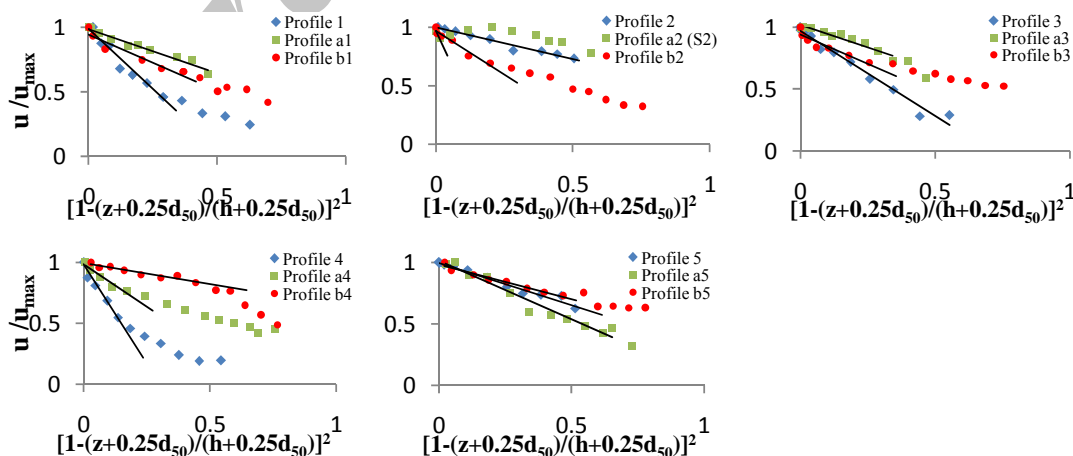 Profile 1
Profile a1
Profile b1
u /u_max
1
0.5
0
0
0.5
1
[1-(z+0.25d₅₀)/(h+0.25d₅₀)]²
Profile 2
Profile a2 (S2)
Profile b2
1
0.5
0
0
0.5
1
[1-(z+0.25d₅₀)/(h+0.25d₅₀)]²
Profile 3
Profile a3
Profile b3
1
0.5
0
0
0.5
1
[1-(z+0.25d₅₀)/(h+0.25d₅₀)]²
Profile 4
Profile a4
Profile b4
u /u_max
1
0.5
0
0
0.5
1
[1-(z+0.25d₅₀)/(h+0.25d₅₀)]²
Profile 5
Profile a5
Profile b5
1
0.5
0
0
0.5
1
[1-(z+0.25d₅₀)/(h+0.25d₅₀)]²